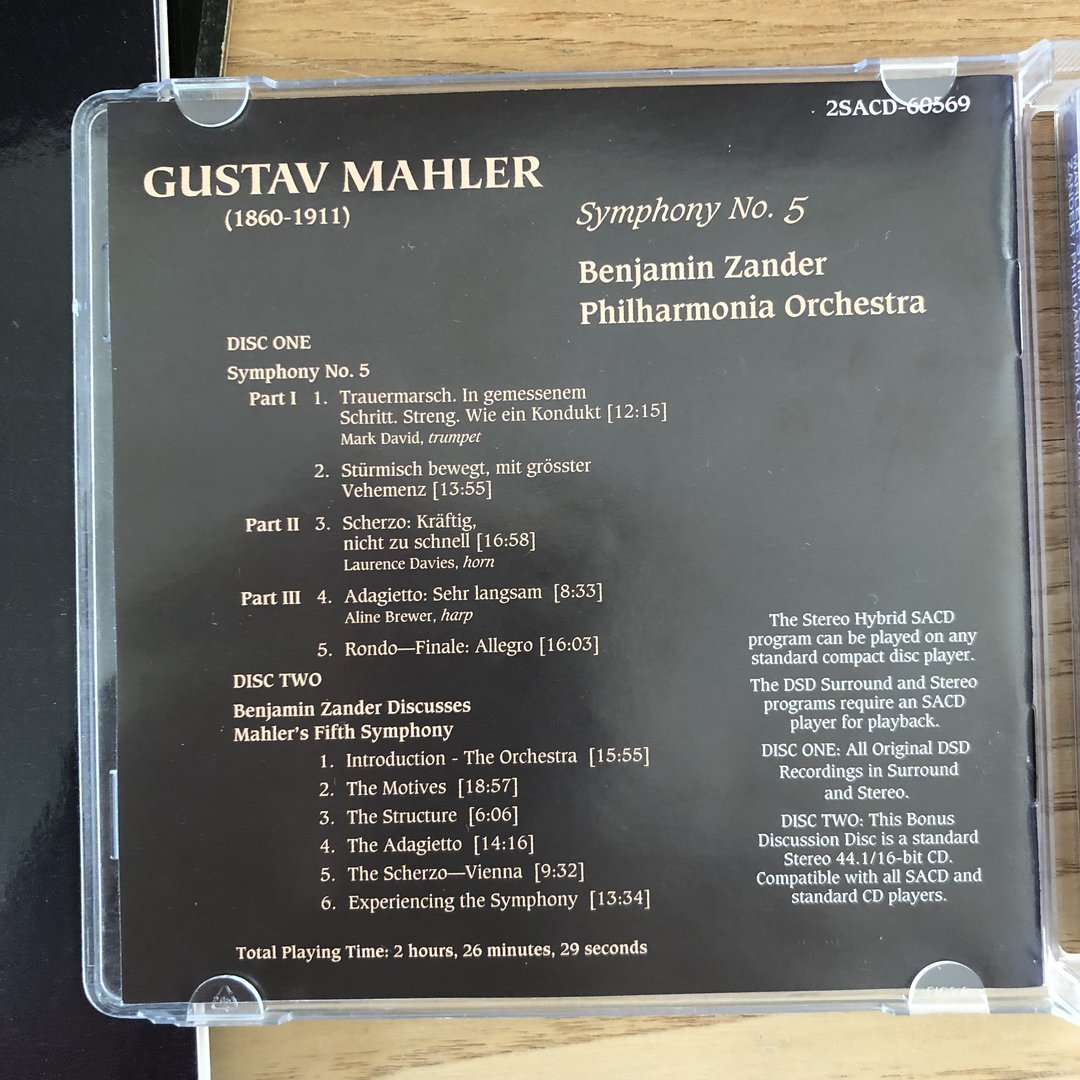 2SACD-60569
GUSTAV MAHLER
(1860-1911)
Symphony No. 5
Benjamin Zander
Philharmonia Orchestra
DISC ONE
Symphony No. 5
Part I 1. Trauermarsch. In gemessenem
Schritt. Streng. Wie ein Kondukt [12:15]
Mark David, trumpet
2. Stürmisch bewegt, mit grösster
Vehemenz [13:55]
Part II 3. Scherzo: Kräftig,
nicht zu schnell [16:58]
Laurence Davies, horn
Part III 4. Adagietto: Sehr langsam [8:33]
Aline Brewer, harp
5. Rondo—Finale: Allegro [16:03]
DISC TWO
Benjamin Zander Discusses
Mahler's Fifth Symphony
1. Introduction - The Orchestra [15:55]
2. The Motives [18:57]
3. The Structure [6:06]
4. The Adagietto [14:16]
5. The Scherzo—Vienna [9:32]
6. Experiencing the Symphony [13:34]
Total Playing Time: 2 hours, 26 minutes, 29 seconds
The Stereo Hybrid SACD
program can be played on any
standard compact disc player.
The DSD Surround and Stereo
programs require an SACD
player for playback.
DISC ONE: All Original DSD
Recordings in Surround
and Stereo.
DISC TWO: This Bonus
Discussion Disc is a standard
Stereo 44.1/16-bit CD.
Compatible with all SACD and
standard CD players.